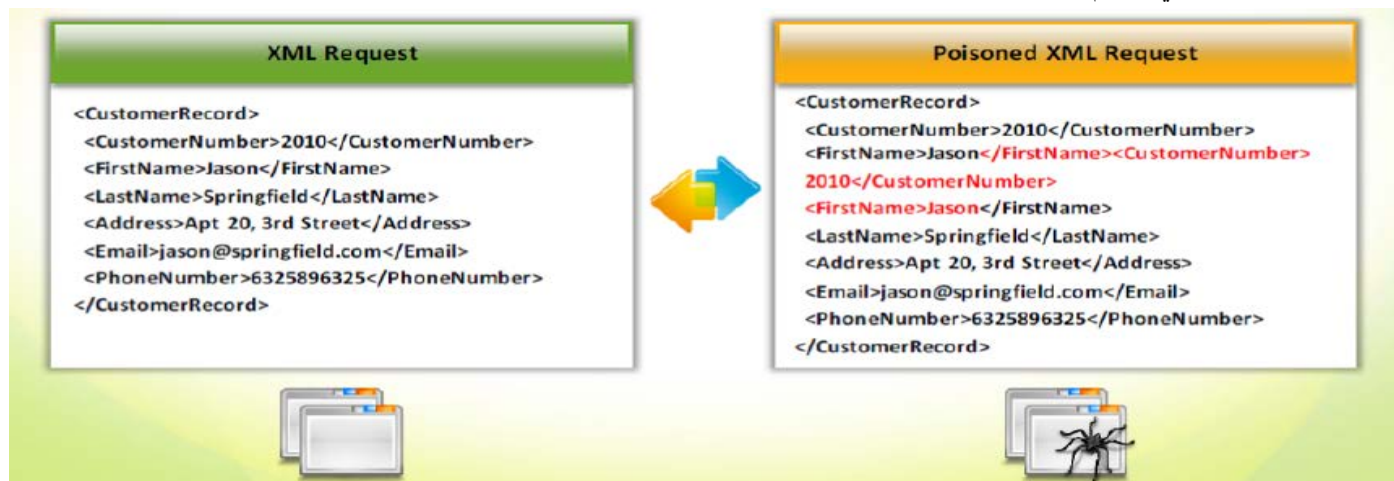 XML Request
<CustomerRecord>
<CustomerNumber>2010</CustomerNumber>
<FirstName>Jason</FirstName>
<LastName>Springfield</LastName>
<Address>Apt 20, 3rd Street</Address>
<Email>jason@springfield.com</Email>
<PhoneNumber>6325896325</PhoneNumber>
</CustomerRecord>
Poisoned XML Request
<CustomerRecord>
<CustomerNumber>2010</CustomerNumber>
<FirstName>Jason</FirstName><CustomerNumber>
2010</CustomerNumber>
<FirstName>Jason</FirstName>
<LastName>Springfield</LastName>
<Address>Apt 20, 3rd Street</Address>
<Email>jason@springfield.com</Email>
<PhoneNumber>6325896325</PhoneNumber>
</CustomerRecord>